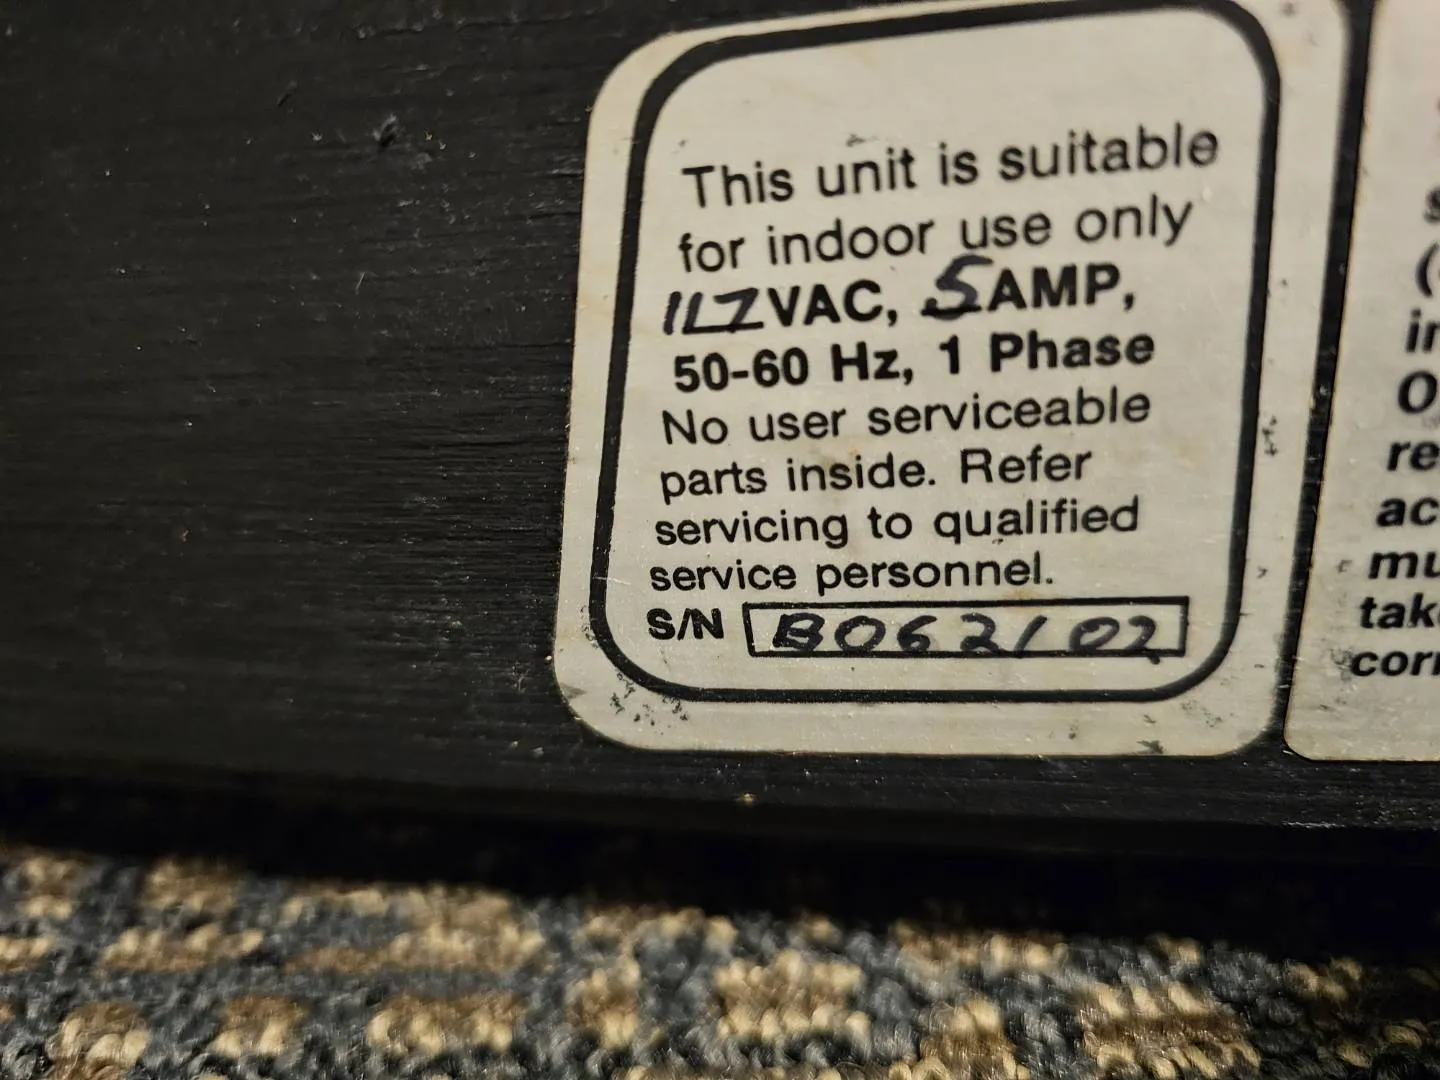 This unit is suitable
for indoor use only
117VAC, 5AMP,
50-60 Hz, 1 Phase
No user serviceable
parts inside. Refer
servicing to qualified
service personnel.
S/N B062102